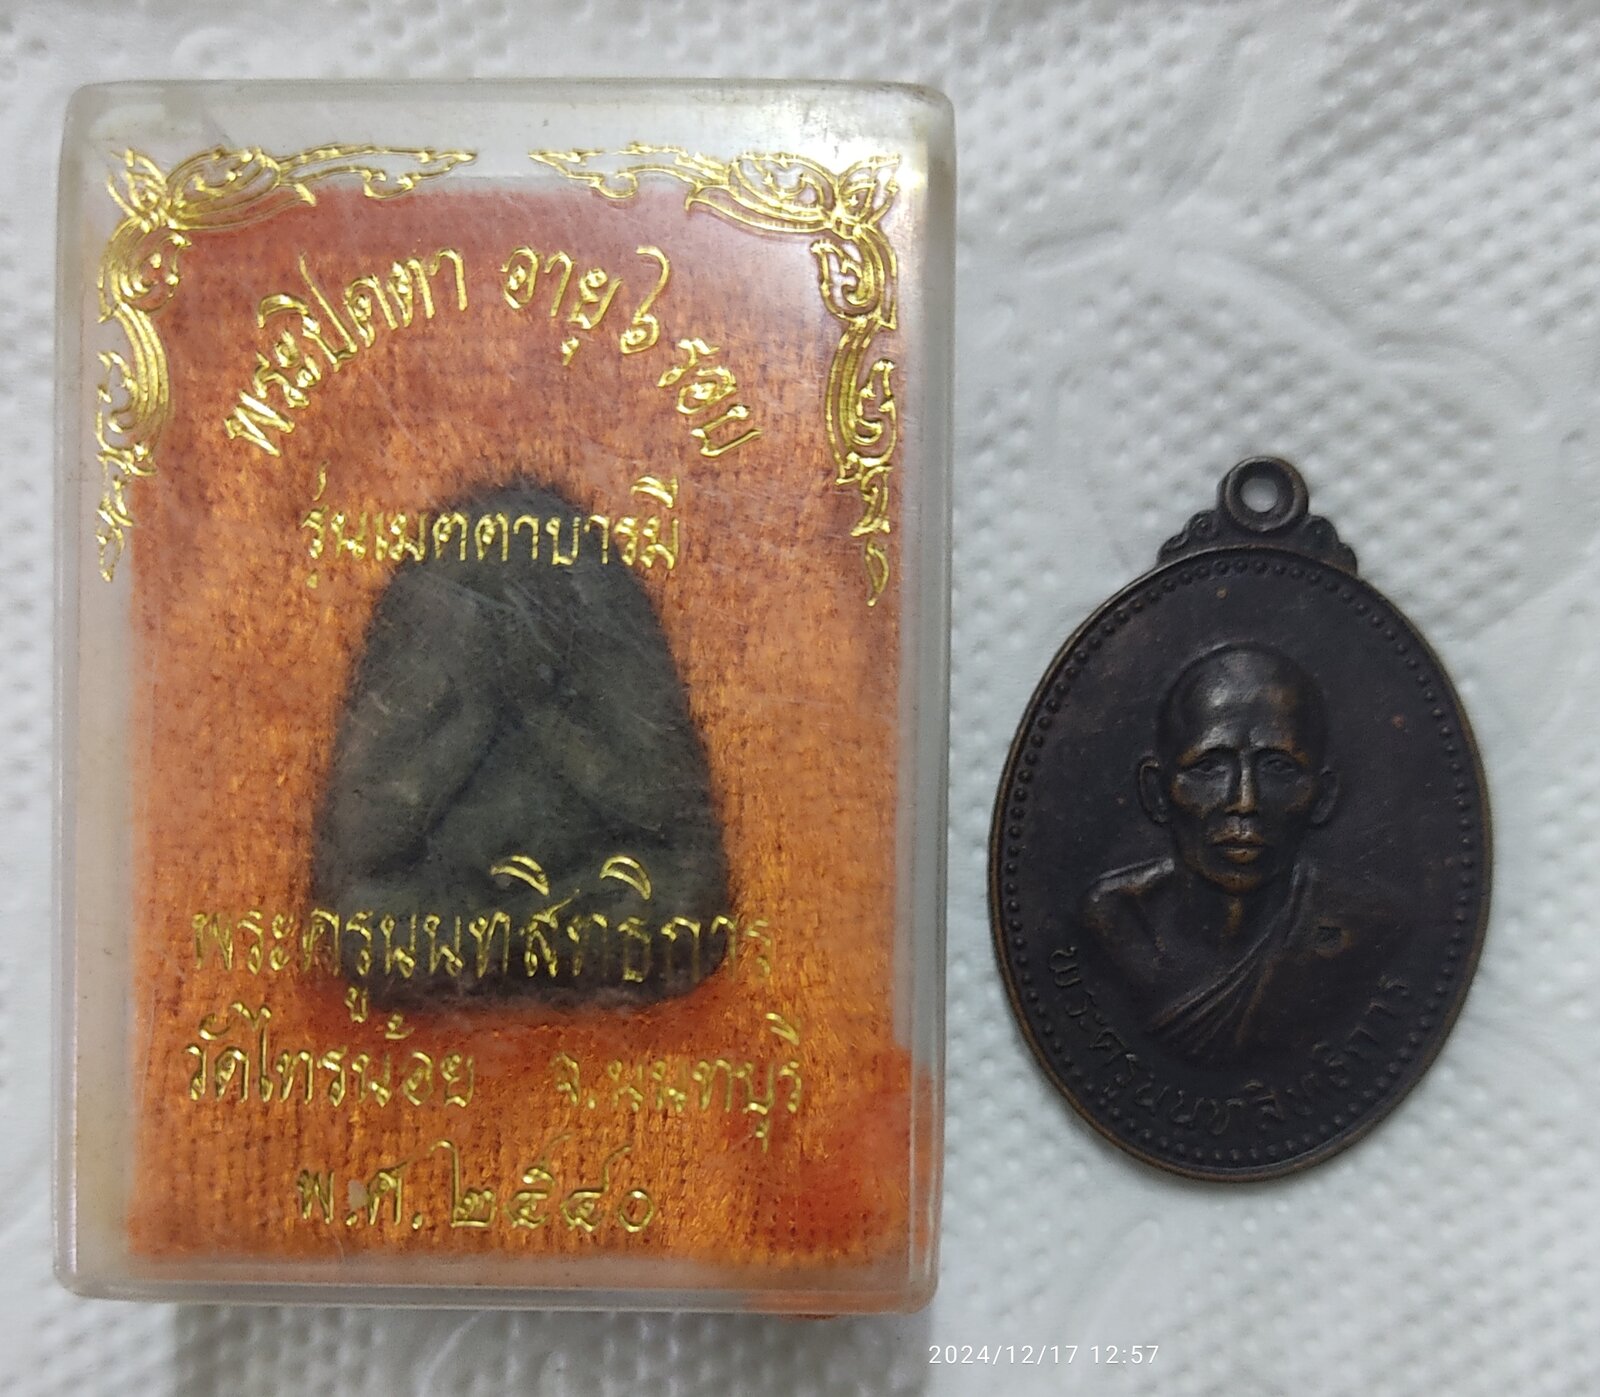 พระปิดตา อายุ ๖ รอบ
รุ่นเมตตาบารมี
พระครูนนทสิทธิการ
วัดไทรน้อย จ.นนทบุรี
พ.ศ. ๒๕๔๐
พระครูนนทสิทธิการ
2024/12/17 12:57